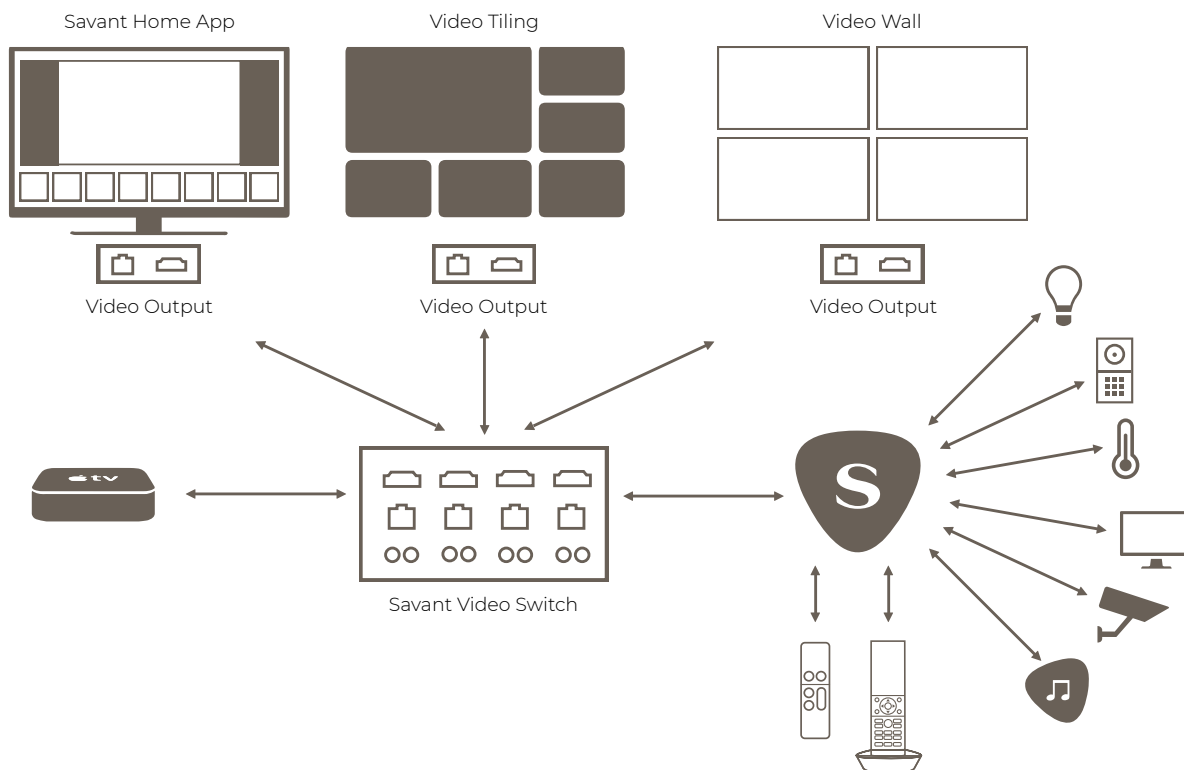 Savant Home App
Video Tiling
Video Wall
Video Output
Video Output
Video Output
tv
S
Savant Video Switch